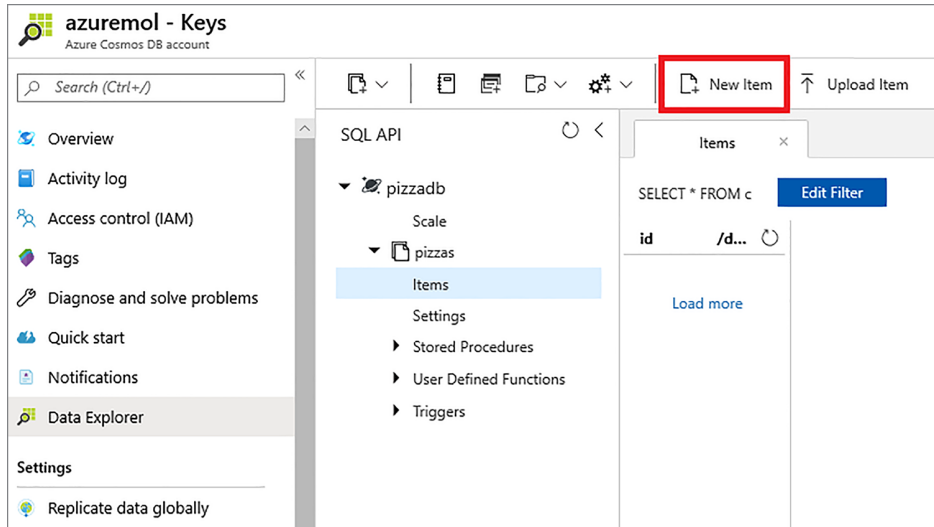 azuremol - Keys
Azure Cosmos DB account
Search (Ctrl+/)
Overview
Activity log
Access control (IAM)
Tags
Diagnose and solve problems
Quick start
Notifications
Data Explorer
Settings
Replicate data globally
New Item
Upload Item
SQL API
pizzadb
Scale
pizzas
Items
Settings
Stored Procedures
User Defined Functions
Triggers
Items
SELECT * FROM c
Edit Filter
id /d...
Load more